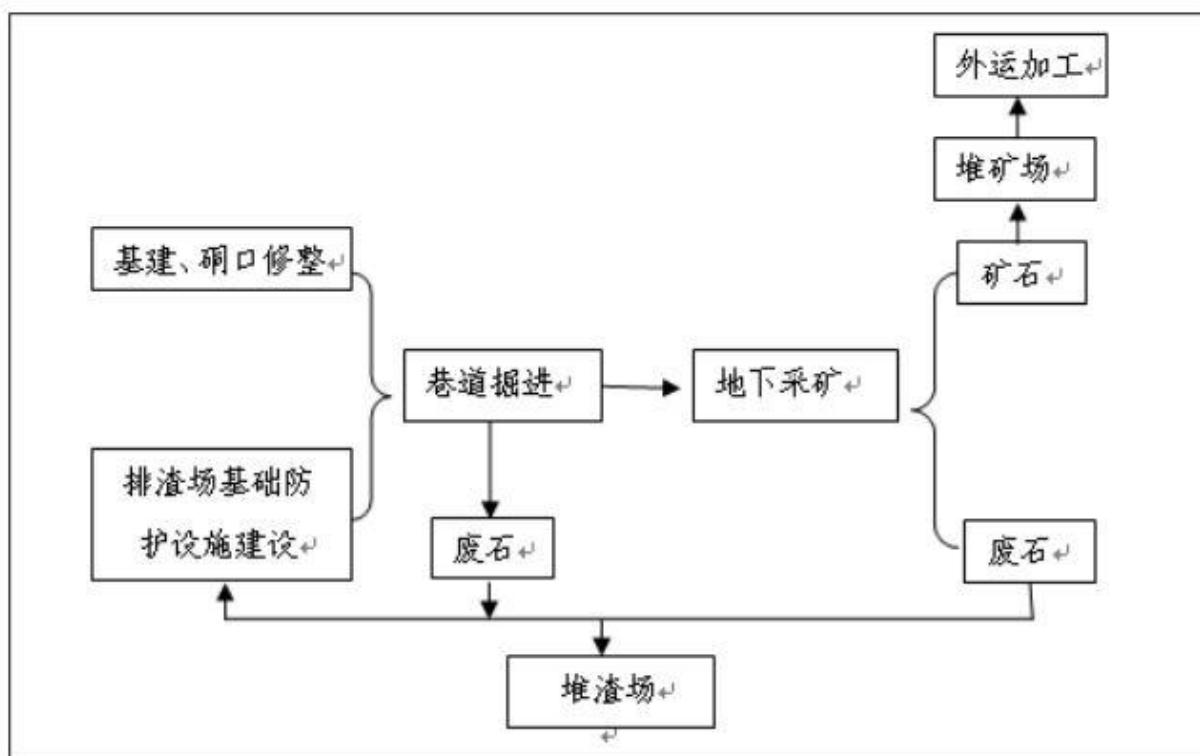 外运加工
堆矿场
基建、硐口修整
矿石
巷道掘进
地下采矿
排渣场基础防
护设施建设
废石
废石
堆渣场